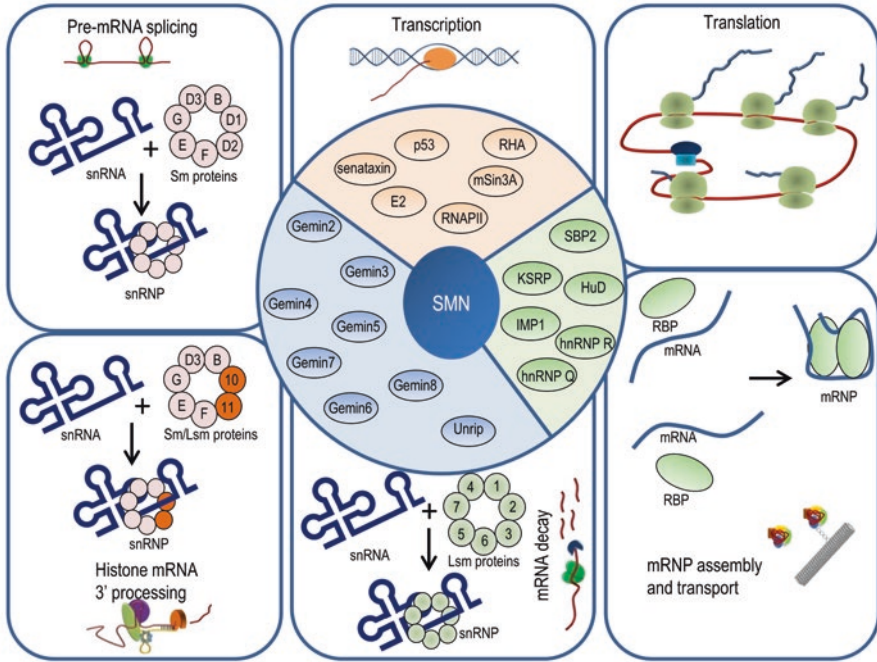 Pre-mRNA splicing
D3 B
G D1
E F D2
snRNA
+
Sm proteins
snRNP
Transcription
p53
RHA
senataxin
mSin3A
E2
RNAPII
Translation
Gemin2
Gemin3
Gemin4
Gemin5
Gemin7
Gemin8
Gemin6
Unrip
SMN
SBP2
KSRP
HuD
IMP1
hnRNP R
hnRNP Q
D3 B
G 10
E F 11
snRNA
+
Sm/Lsm proteins
snRNP
Histone mRNA
3' processing
4 1
7 2
5 6 3
snRNA
+
Lsm proteins
snRNP
mRNA decay
RBP
mRNA
mRNP
mRNA
RBP
mRNP assembly
and transport